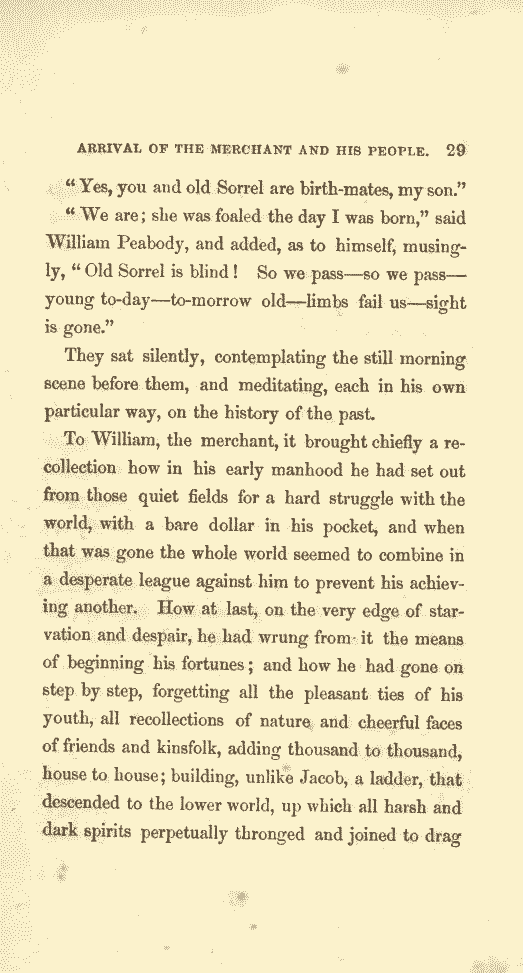 ARRIVAL OF THE MERCHANT AND HIS PEOPLE. 29
“Yes, you and old Sorrel are birth-mates, my son.”
“We are; she was foaled the day I was born,” said
William Peabody, and added, as to himself, musing-
ly, “Old Sorrel is blind! So we pass—so we pass—
young to-day—to-morrow old—limbs fail us—sight
is gone.”
They sat silently, contemplating the still morning
scene before them, and meditating, each in his own
particular way, on the history of the past.
To William, the merchant, it brought chiefly a re-
collection how in his early manhood he had set out
from those quiet fields for a hard struggle with the
world, with a bare dollar in his pocket, and when
that was gone the whole world seemed to combine in
a desperate league against him to prevent his achiev-
ing another. How at last, on the very edge of star-
vation and despair, he had wrung from it the means
of beginning his fortunes; and how he had gone on
step by step, forgetting all the pleasant ties of his
youth, all recollections of nature and cheerful faces
of friends and kinsfolk, adding thousand to thousand,
house to house; building, unlike Jacob, a ladder, that
descended to the lower world, up which all harsh and
dark spirits perpetually thronged and joined to drag